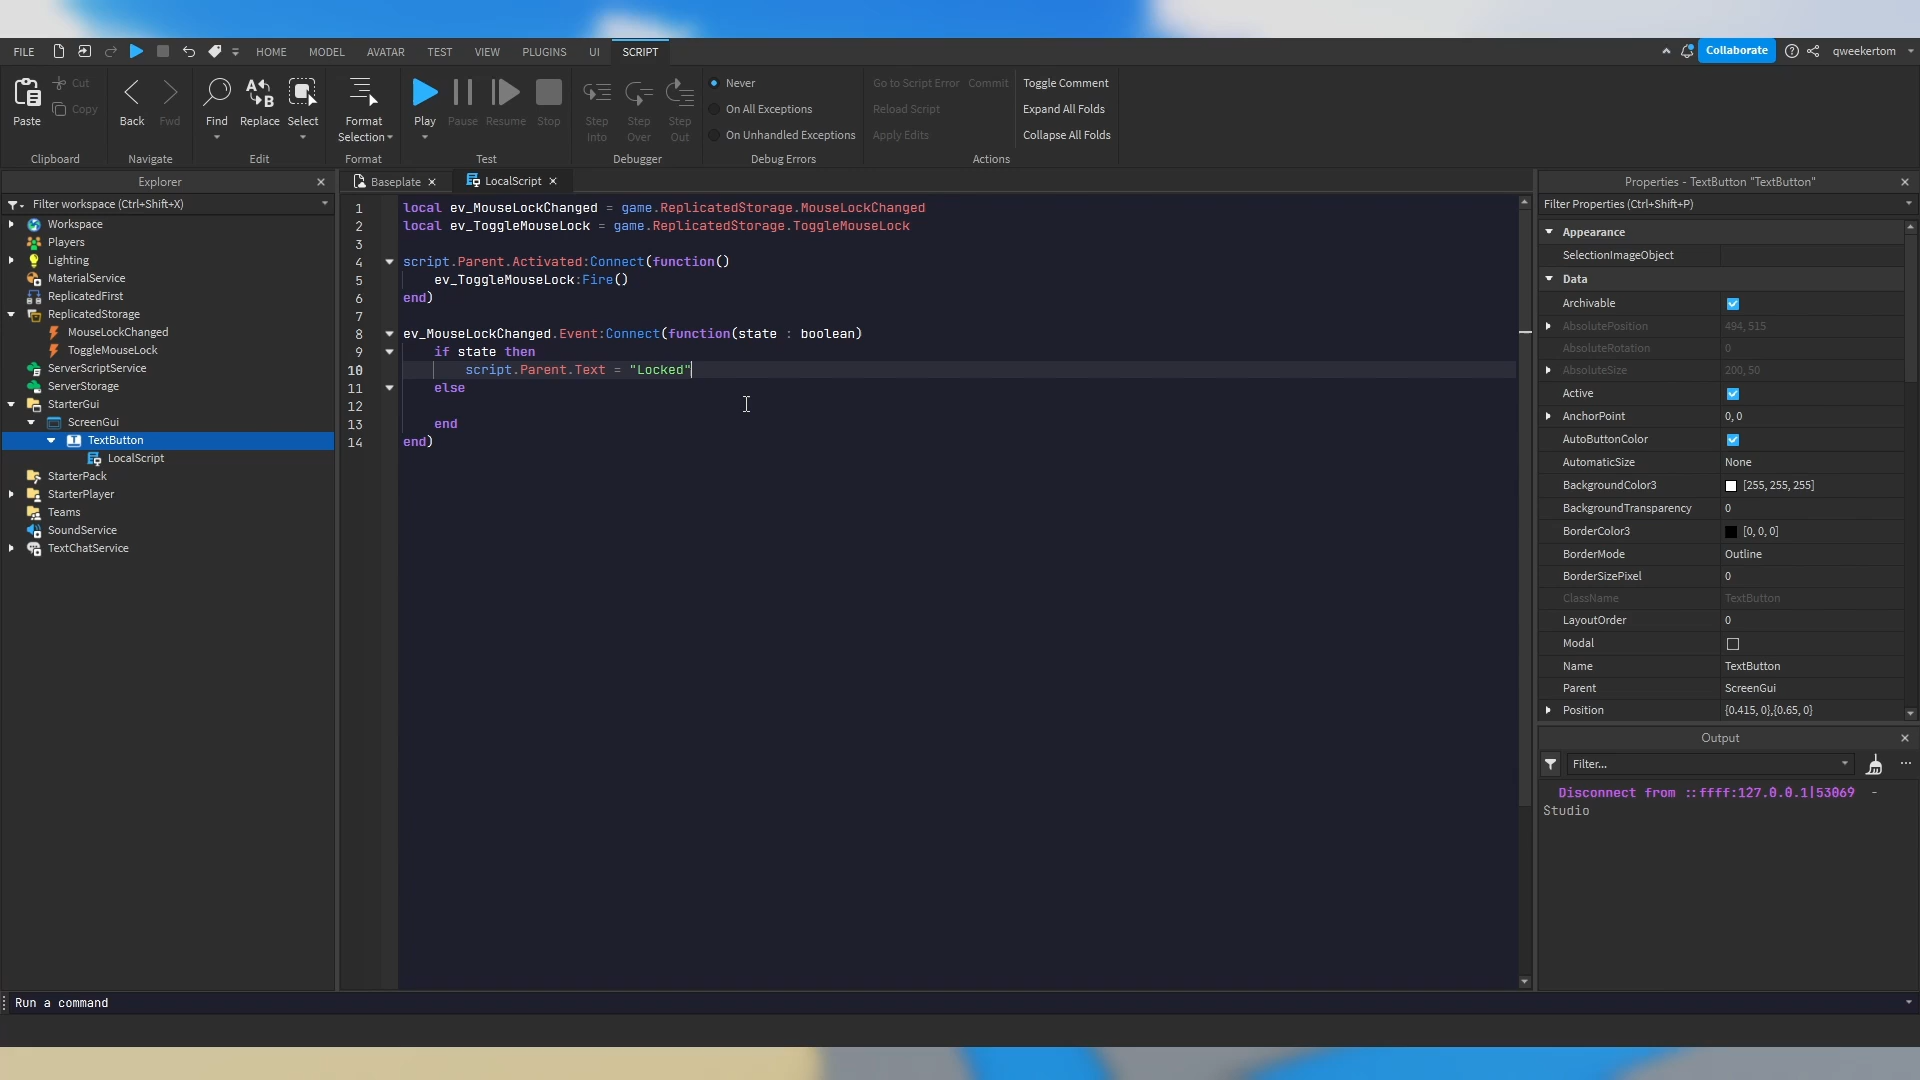 FILE HOME MODEL AVATAR TEST VIEW PLUGINS UI SCRIPT Collaborate qweekertom
Paste Cut Copy
Clipboard
Back Fwd
Navigate
Find Replace Select
Edit
Format Selection
Format
Play Pause Resume Stop
Test
Step Into Step Over Step Out
Debugger
Never
On All Exceptions
On Unhandled Exceptions
Debug Errors
Go to Script Error Commit
Reload Script
Apply Edits
Toggle Comment
Expand All Folds
Collapse All Folds
Actions
Explorer
Filter workspace (Ctrl+Shift+X)
Workspace
Players
Lighting
MaterialService
ReplicatedFirst
ReplicatedStorage
MouseLockChanged
ToggleMouseLock
ServerScriptService
ServerStorage
StarterGui
ScreenGui
TextButton
LocalScript
StarterPack
StarterPlayer
Teams
SoundService
TextChatService
Baseplate LocalScript
1 local ev_MouseLockChanged = game.ReplicatedStorage.MouseLockChanged
2 local ev_ToggleMouseLock = game.ReplicatedStorage.ToggleMouseLock
3
4 script.Parent.Activated:Connect(function()
5 ev_ToggleMouseLock:Fire()
6 end)
7
8 ev_MouseLockChanged.Event:Connect(function(state : boolean)
9 if state then
10 script.Parent.Text = "Locked"
11 else
12
13 end
14 end)
Properties - TextButton "TextButton"
Filter Properties (Ctrl+Shift+P)
Appearance
SelectionImageObject
Data
Archivable
AbsolutePosition 494, 515
AbsoluteRotation 0
AbsoluteSize 200, 50
Active
AnchorPoint 0, 0
AutoButtonColor
AutomaticSize None
BackgroundColor3 [255, 255, 255]
BackgroundTransparency 0
BorderColor3 [0, 0, 0]
BorderMode Outline
BorderSizePixel 0
ClassName TextButton
LayoutOrder 0
Modal
Name TextButton
Parent ScreenGui
Position {0.415, 0},{0.65, 0}
Output
Filter...
Disconnect from ::ffff:127.0.0.1|53069 -
Studio
Run a command